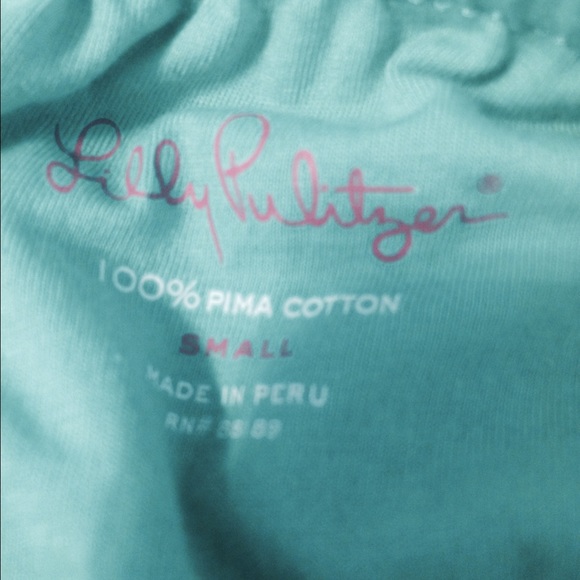 Lilly Pulitzer®
100% PIMA COTTON
SMALL
MADE IN PERU
RN#